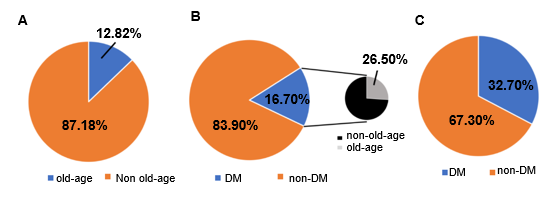 A
12.82%
87.18%
old-age Non old-age
B
16.70%
83.90%
26.50%
non-old-age
old-age
DM non-DM
C
32.70%
67.30%
DM non-DM